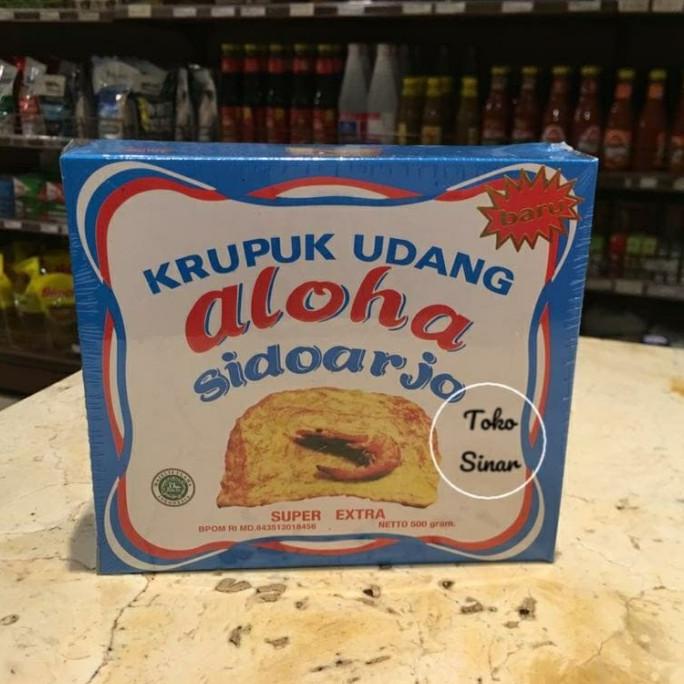 baru
KRUPUK UDANG
aloha
sidoarjo
Toko
Sinar
SUPER EXTRA
BPOM RI MD.843513018456
NETTO 500 gram.